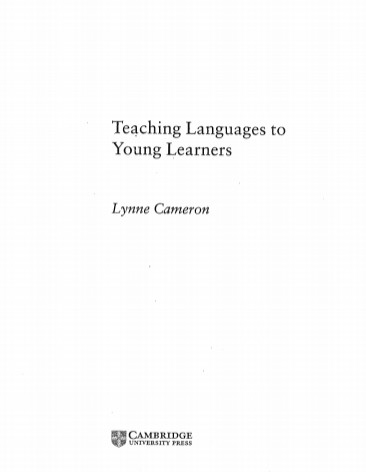 Teaching Languages to
Young Learners
Lynne Cameron
CAMBRIDGE
UNIVERSITY PRESS